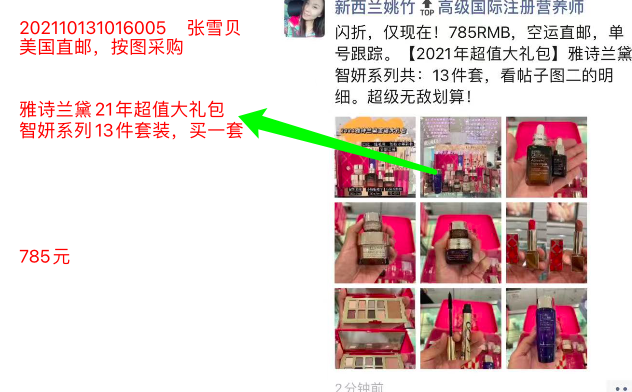 202110131016005 张雪贝
美国直邮，按图采购
雅诗兰黛21年超值大礼包
智妍系列13件套装，买一套
785元
新西兰姚竹 TOP 高级国际注册营养师
闪折，仅现在！785RMB，空运直邮，单
号跟踪。【2021年超值大礼包】雅诗兰黛
智妍系列共：13件套，看帖子图二的明
细。超级无敌划算！
2分钟前